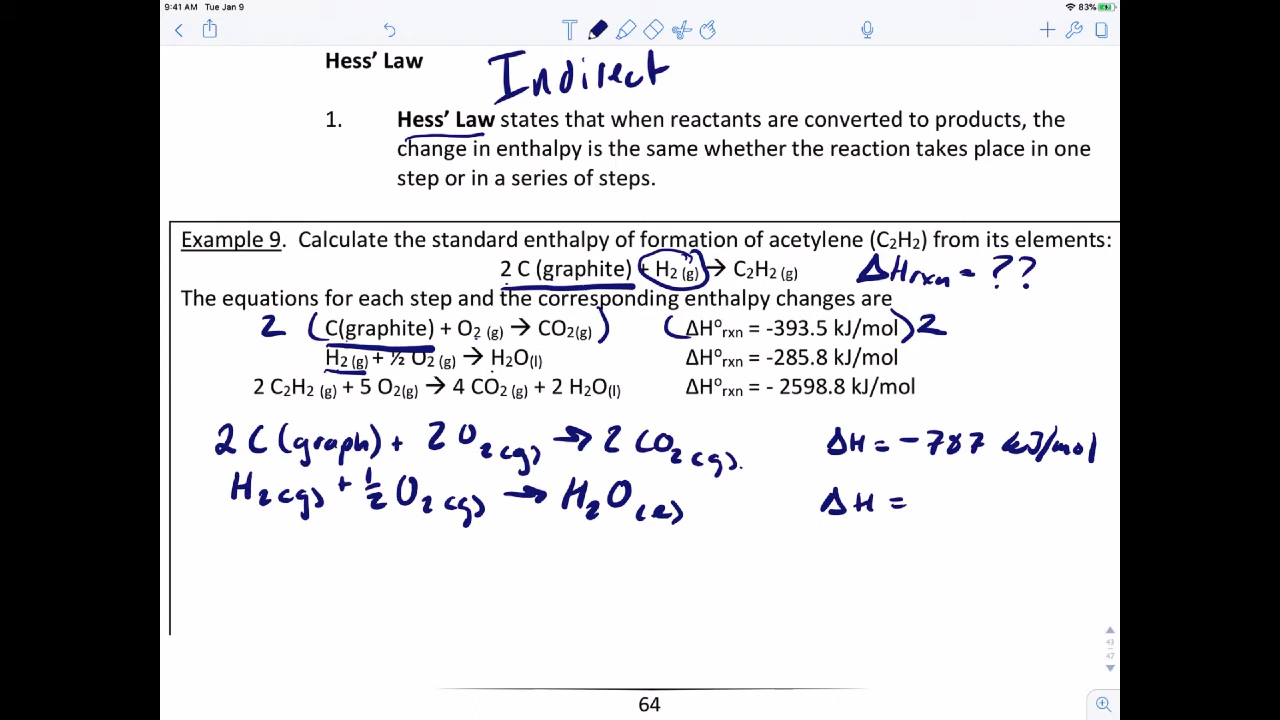 9:41 AM Tue Jan 9 83%
T
Hess' Law Indirect
1. Hess' Law states that when reactants are converted to products, the
change in enthalpy is the same whether the reaction takes place in one
step or in a series of steps.
Example 9. Calculate the standard enthalpy of formation of acetylene (C2H2) from its elements:
2 C (graphite) + H2 (g) → C2H2 (g) ΔHrxn = ??
The equations for each step and the corresponding enthalpy changes are
2 (C(graphite) + O2 (g) → CO2(g)) (ΔH°rxn = -393.5 kJ/mol)2
H2 (g) + ½ O2 (g) → H2O(l) ΔH°rxn = -285.8 kJ/mol
2 C2H2 (g) + 5 O2(g) → 4 CO2 (g) + 2 H2O(l) ΔH°rxn = - 2598.8 kJ/mol
2 C (graph) + 2 O2 (g) → 2 CO2 (g). ΔH = -787 kJ/mol
H2 (g) + ½ O2 (g) → H2O (l) ΔH =
43
47
64